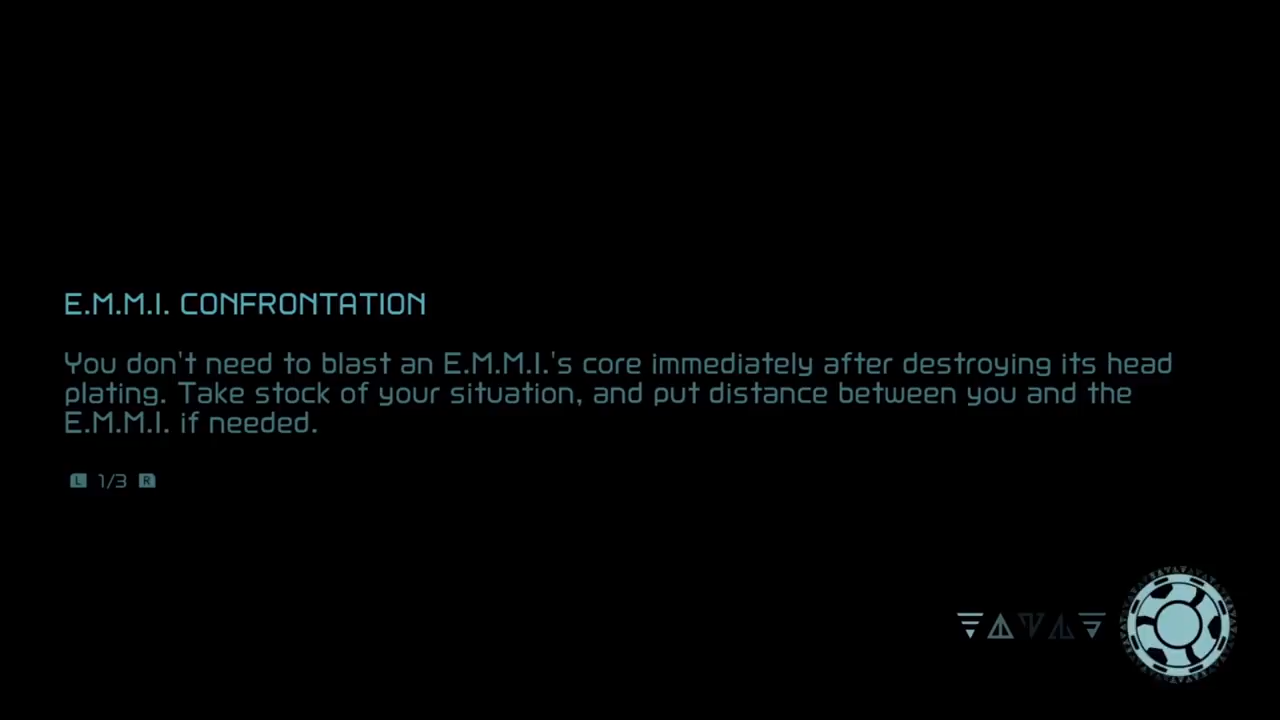 E.M.M.I. CONFRONTATION
You don't need to blast an E.M.M.I.'s core immediately after destroying its head
plating. Take stock of your situation, and put distance between you and the
E.M.M.I. if needed.
L 1/3 R